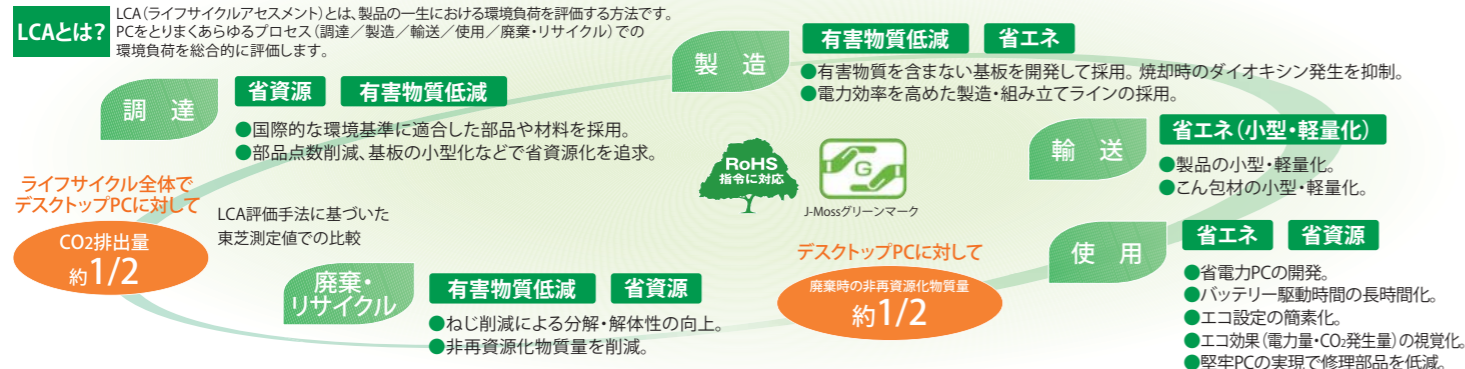 LCAとは?
LCA（ライフサイクルアセスメント）とは、製品の一生における環境負荷を評価する方法です。
PCをとりまくあらゆるプロセス（調達／製造／輸送／使用／廃棄・リサイクル）での
環境負荷を総合的に評価します。
調 達
省資源
有害物質低減
●国際的な環境基準に適合した部品や材料を採用。
●部品点数削減、基板の小型化などで省資源化を追求。
製 造
有害物質低減
省エネ
●有害物質を含まない基板を開発して採用。焼却時のダイオキシン発生を抑制。
●電力効率を高めた製造・組み立てラインの採用。
輸 送
省エネ（小型・軽量化）
●製品の小型・軽量化。
●こん包材の小型・軽量化。
RoHS
指令に対応
G
J-Mossグリーンマーク
ライフサイクル全体で
デスクトップPCに対して
CO2排出量
約1/2
LCA評価手法に基づいた
東芝測定値での比較
使 用
省エネ
省資源
●省電力PCの開発。
●バッテリー駆動時間の長時間化。
●エコ設定の簡素化。
●エコ効果（電力量・CO2発生量）の視覚化。
●堅牢PCの実現で修理部品を低減。
デスクトップPCに対して
廃棄時の非再資源化物質量
約1/2
廃棄・
リサイクル
有害物質低減
省資源
●ねじ削減による分解・解体性の向上。
●非再資源化物質量を削減。